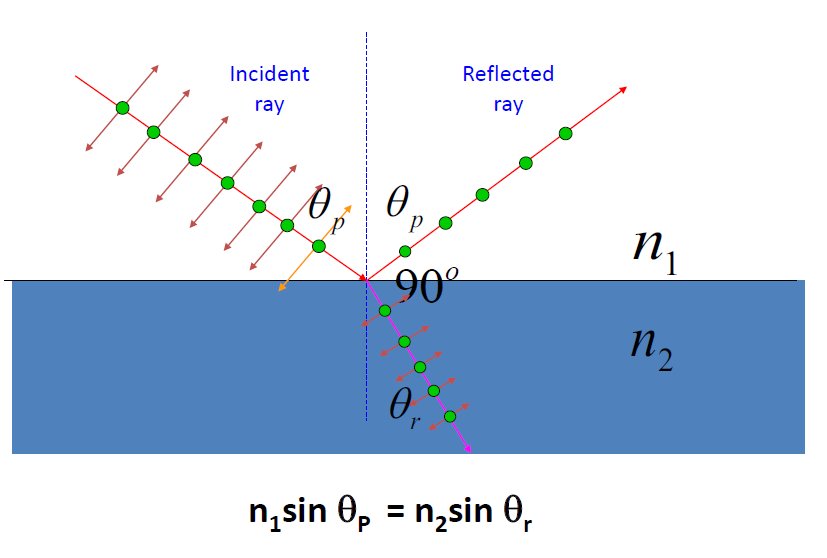 Incident
ray
Reflected
ray
θp
θp
n1
90o
n2
θr
n1sin θP = n2sin θr